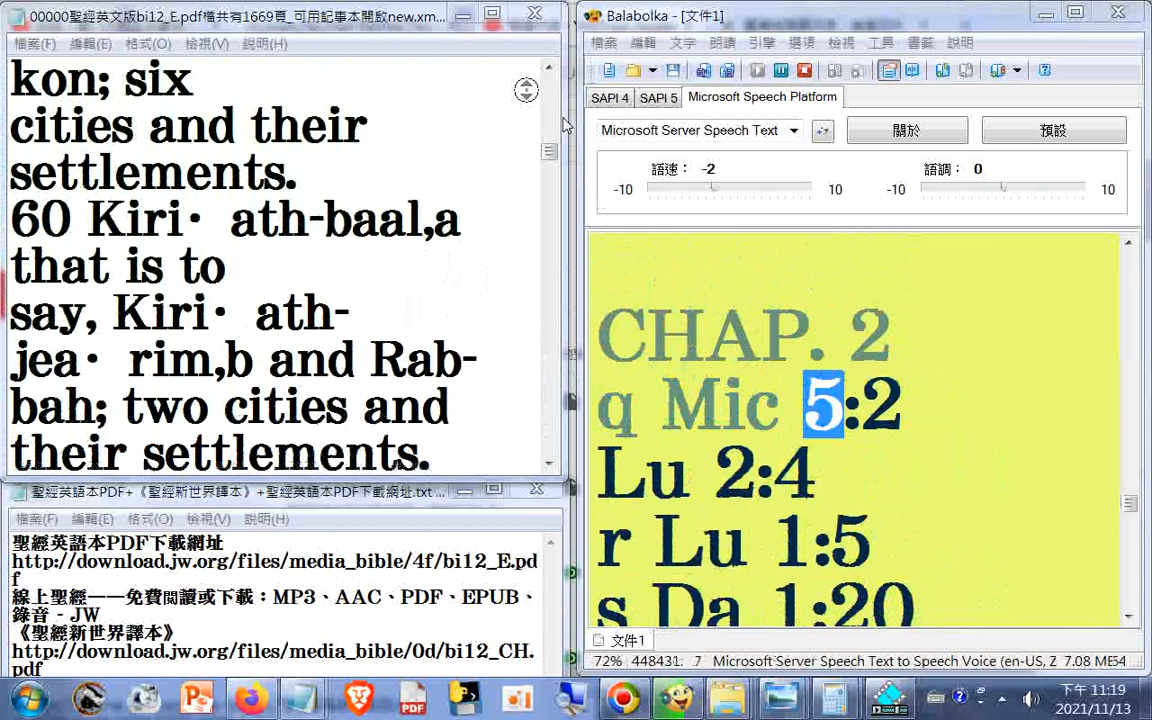 00000聖經英文版bi12_E.pdf檔共有1669頁_可用記事本開啟new.xm...
檔案(F) 編輯(E) 格式(O) 檢視(V) 說明(H)
kon; six
cities and their
settlements.
60 Kiri· ath-baal,a
that is to
say, Kiri· ath-
jea· rim,b and Rab-
bah; two cities and
their settlements.
聖經英語本PDF+《聖經新世界譯本》+聖經英語本PDF下載網址.txt ...
檔案(F) 編輯(E) 格式(O) 檢視(V) 說明(H)
聖經英語本PDF下載網址
http://download.jw.org/files/media_bible/4f/bi12_E.pd
f
線上聖經——免費閱讀或下載：MP3、AAC、PDF、EPUB、
錄音 - JW
《聖經新世界譯本》
http://download.jw.org/files/media_bible/0d/bi12_CH.
pdf
Balabolka - [文件1]
檔案 編輯 文字 朗讀 引擎 選項 檢視 工具 書籤 說明
SAPI 4 SAPI 5 Microsoft Speech Platform
Microsoft Server Speech Text 關於 預設
語速： -2 語調： 0
-10 10 -10 10
CHAP. 2
q Mic 5:2
Lu 2:4
r Lu 1:5
s Da 1:20
文件1
72% 448431. 7 Microsoft Server Speech Text to Speech Voice (en-US, Z 7.08 ME54
PDF
下午 11:19
2021/11/13